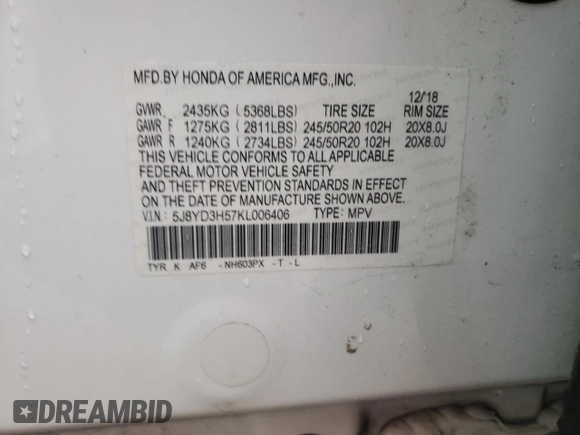 MFD.BY HONDA OF AMERICA MFG.,INC.
12/18
GVWR. 2435KG (5368LBS) TIRE SIZE RIM SIZE
GAWR F 1275KG (2811LBS) 245/50R20 102H 20X8.0J
GAWR R 1240KG (2734LBS) 245/50R20 102H 20X8.0J
THIS VEHICLE CONFORMS TO ALL APPLICABLE
FEDERAL MOTOR VEHICLE SAFETY
AND THEFT PREVENTION STANDARDS IN EFFECT
ON THE DATE OF MANUFACTURE SHOWN ABOVE.
V.I.N: 5J8YD3H57KL006406 TYPE: MPV
TYR K AF6 -NH603PX -T -L
DREAMBID